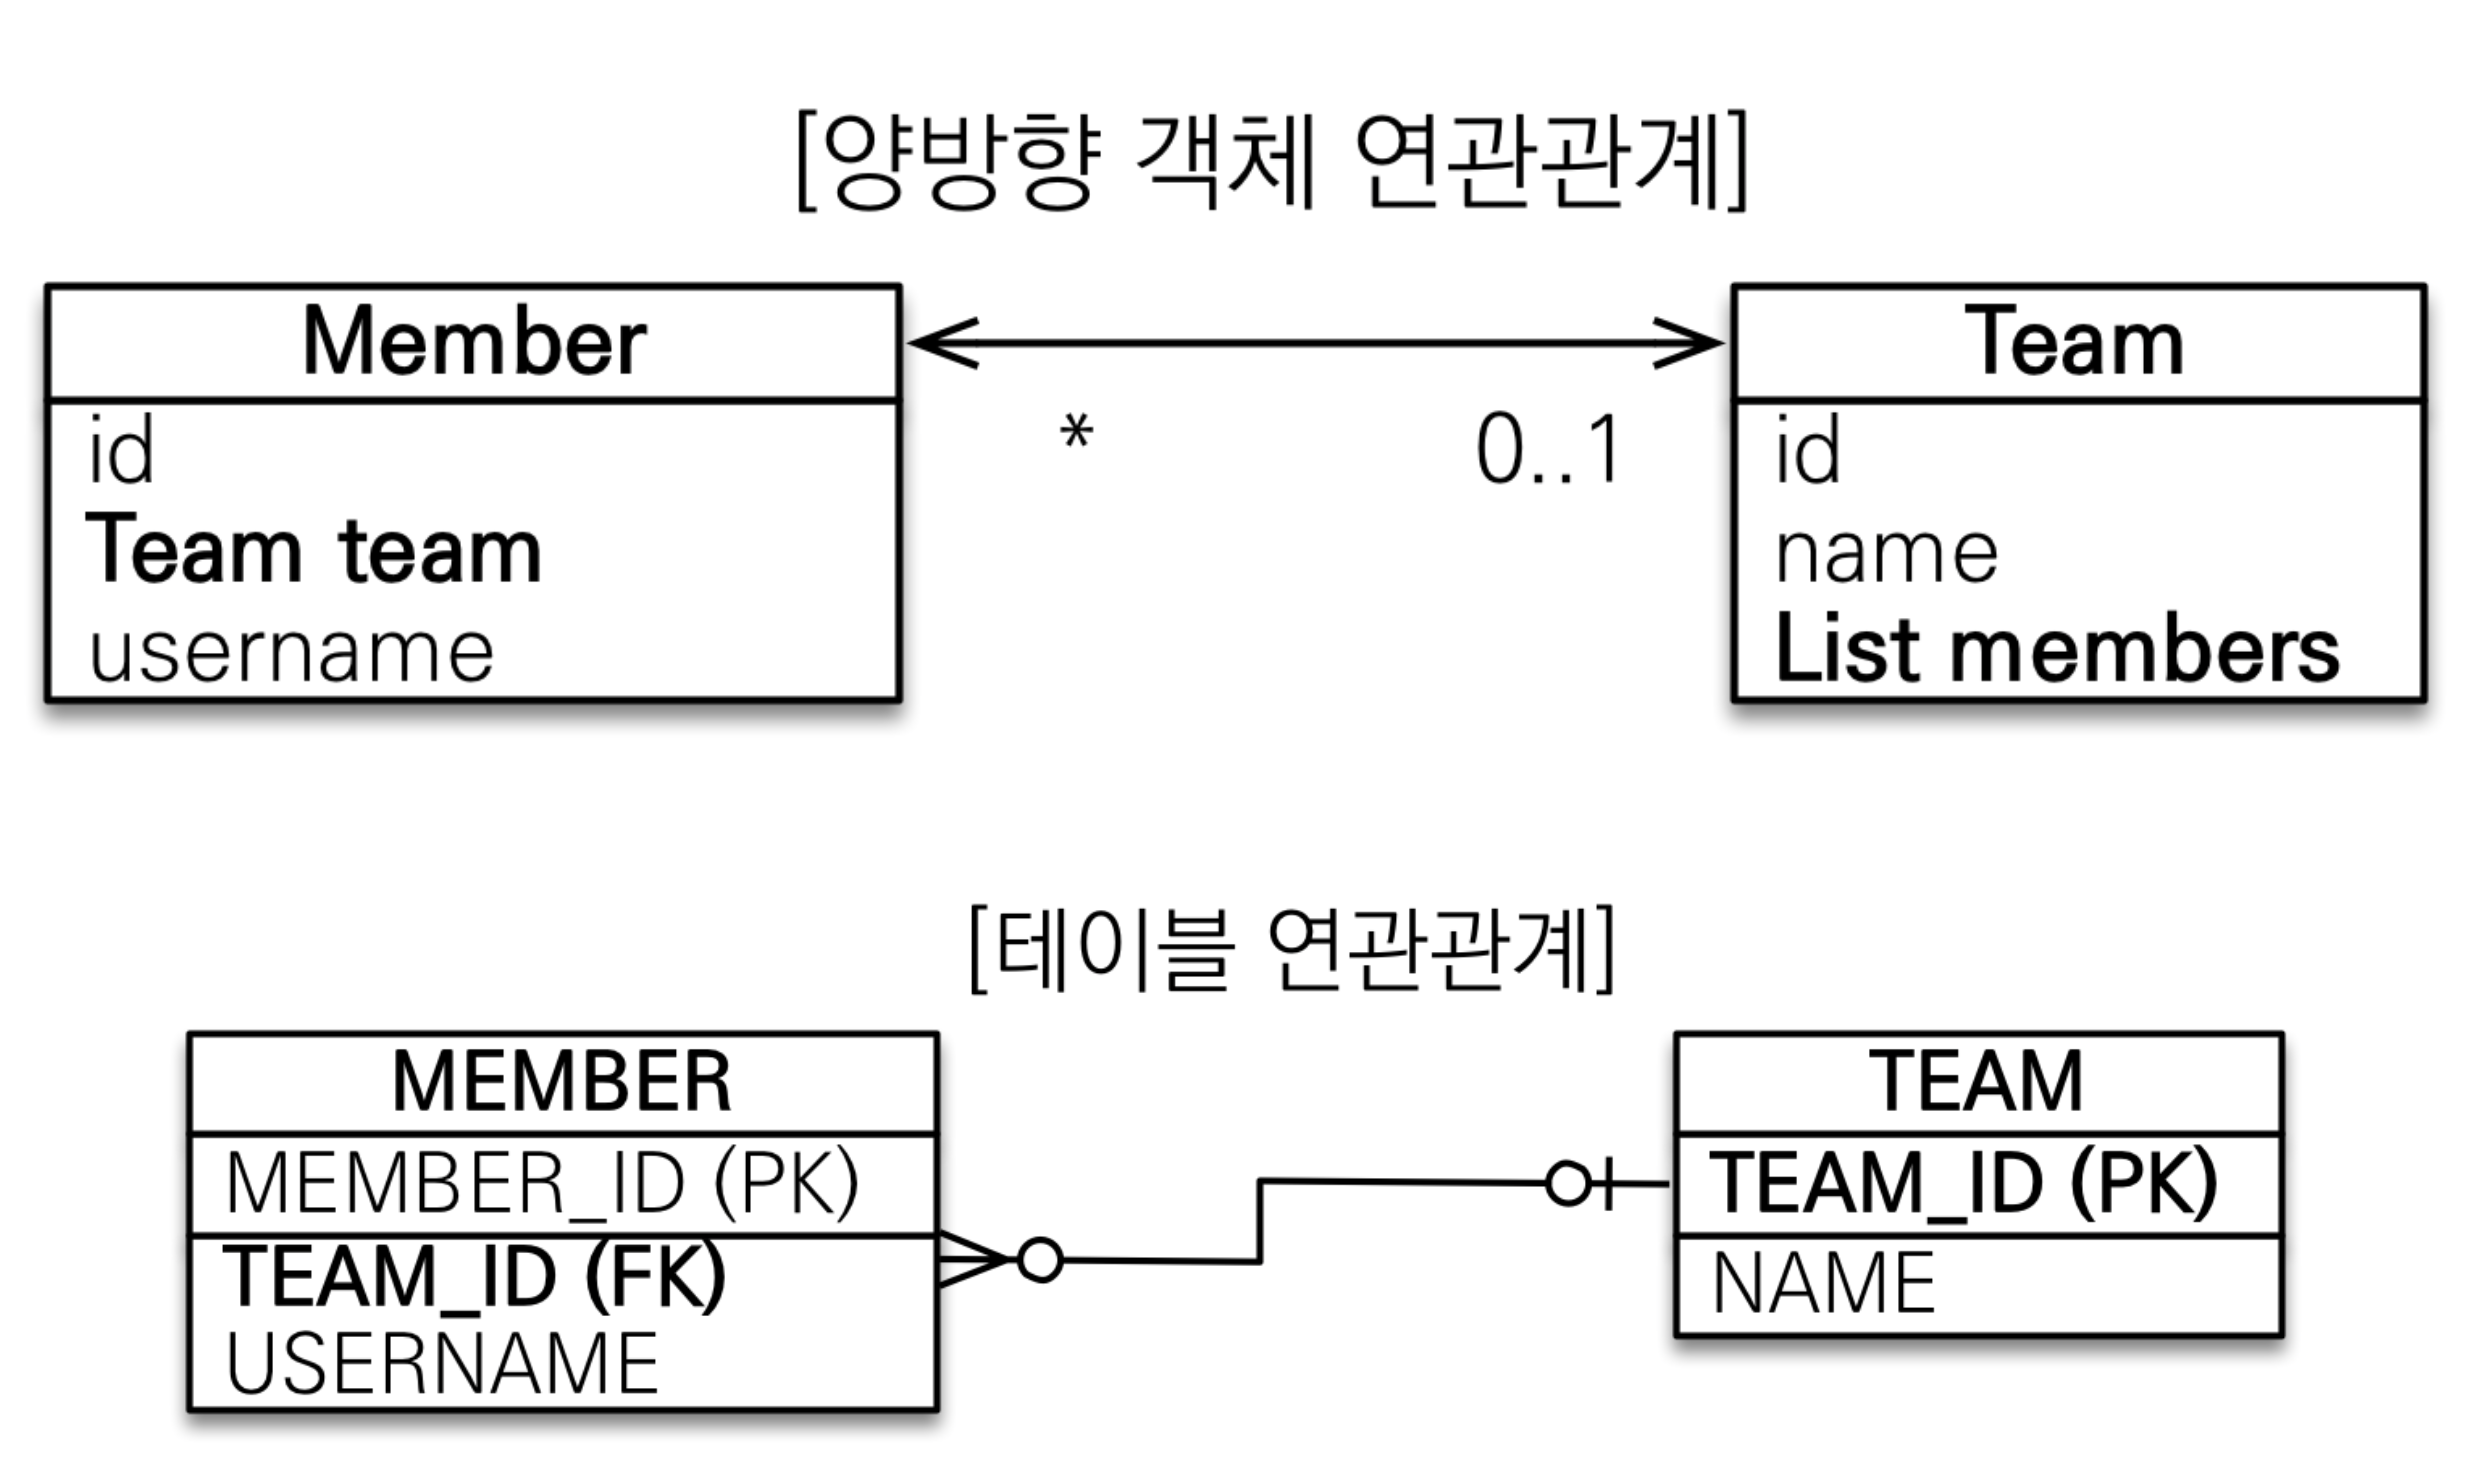 [양방향 객체 연관관계]
Member
id
Team team
username
* 0..1
Team
id
name
List members
[테이블 연관관계]
MEMBER
MEMBER_ID (PK)
TEAM_ID (FK)
USERNAME
TEAM
TEAM_ID (PK)
NAME